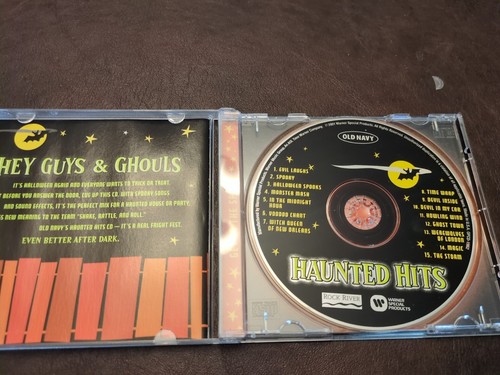 HEY GUYS & GHOULS
IT'S HALLOWEEN AGAIN AND EVERYONE WANTS TO TRICK OR TREAT.
BEFORE YOU ANSWER THE DOOR, CUE UP THIS CD. WITH SPOOKY SONGS
AND SOUND EFFECTS, IT'S THE PERFECT MIX FOR A HAUNTED HOUSE OR PARTY.
NEW MEANING TO THE TERM "SHAKE, RATTLE, AND ROLL."
OLD NAVY'S HAUNTED HITS CD — IT'S A REAL FRIGHT FEST.
EVEN BETTER AFTER DARK.
OLD NAVY
1. EVIL LAUGHS
2. SPOOKY
3. HALLOWEEN SPOOKS
4. MONSTER MASH
5. IN THE MIDNIGHT
HOUR
6. VOODOO CHANT
7. WITCH QUEEN
OF NEW ORLEANS
8. TIME WARP
9. DEVIL INSIDE
10. DEVIL IN MY CAR
11. HOWLING WIND
12. GHOST TOWN
13. WEREWOLVES
OF LONDON
14. MAGIC
15. THE STORM
HAUNTED HITS
ROCK RIVER
WARNER
SPECIAL
PRODUCTS